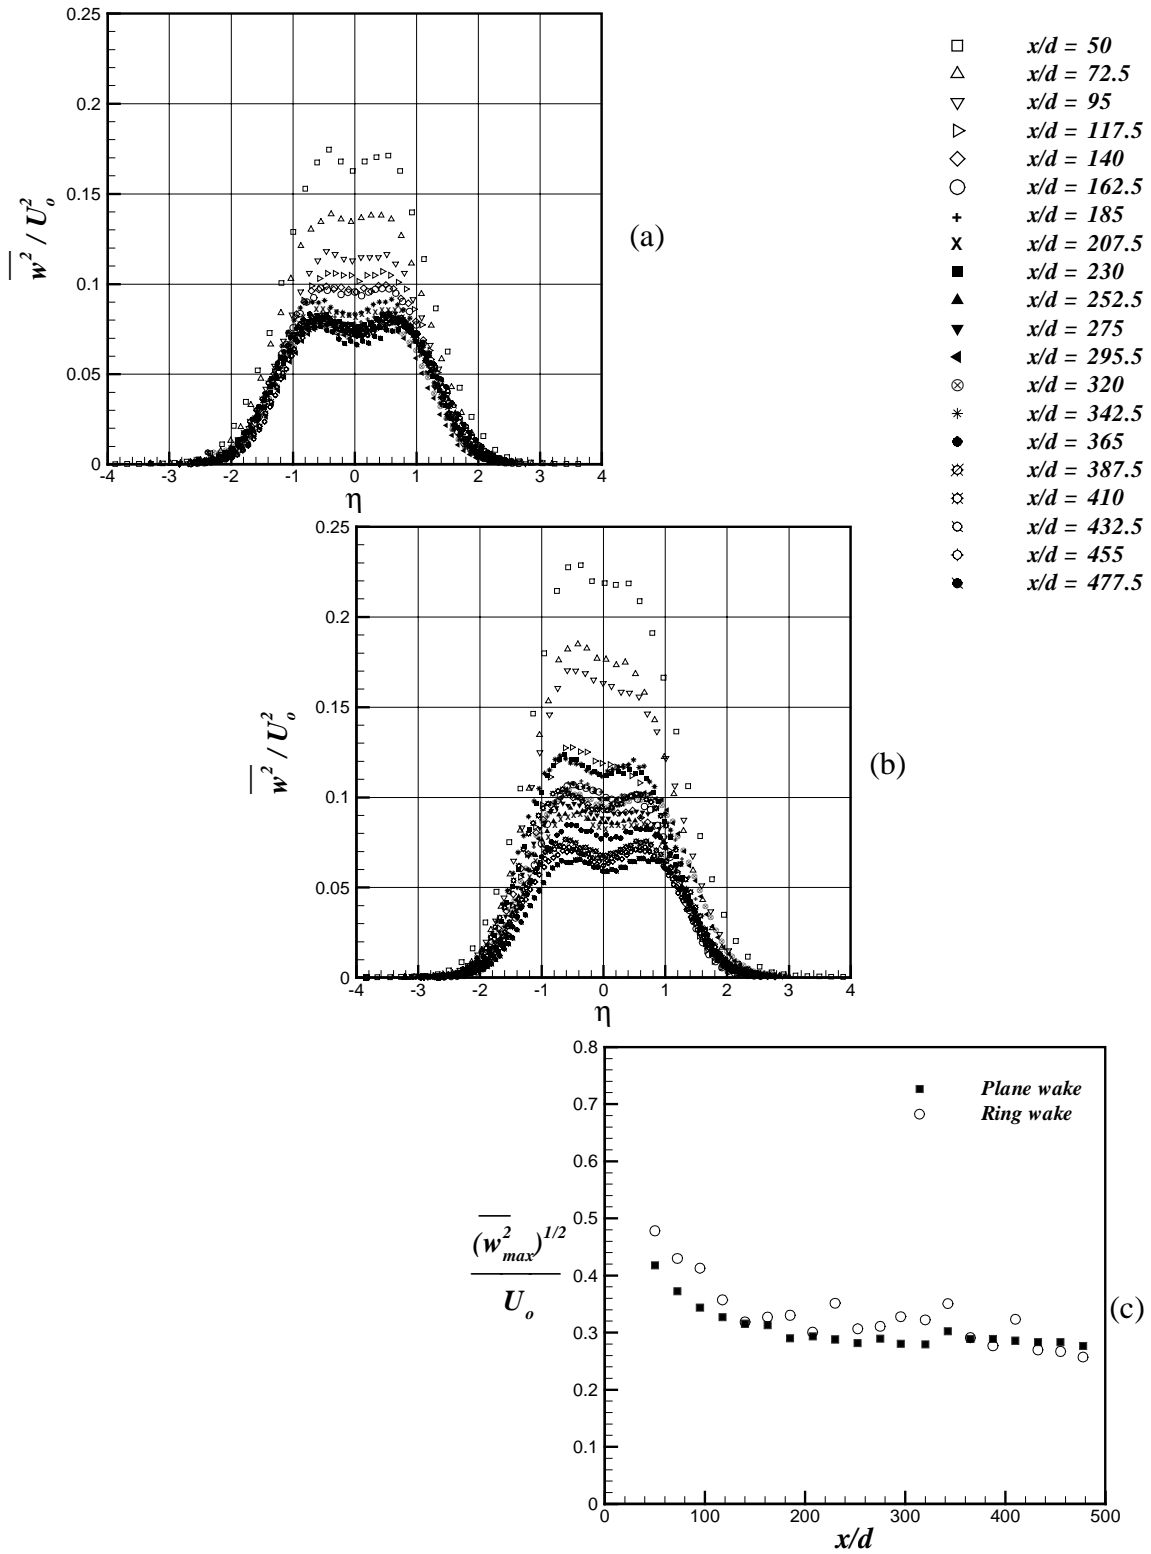 0.25
0.2
0.15
0.1
0.05
0
-4 -3 -2 -1 0 1 2 3 4
η
w² / U²ₒ
(a)
x/d = 50
x/d = 72.5
x/d = 95
x/d = 117.5
x/d = 140
x/d = 162.5
x/d = 185
x/d = 207.5
x/d = 230
x/d = 252.5
x/d = 275
x/d = 295.5
x/d = 320
x/d = 342.5
x/d = 365
x/d = 387.5
x/d = 410
x/d = 432.5
x/d = 455
x/d = 477.5
0.25
0.2
0.15
0.1
0.05
0
-4 -3 -2 -1 0 1 2 3 4
η
w² / U²ₒ
(b)
0.8
0.7
0.6
0.5
0.4
0.3
0.2
0.1
0
0 100 200 300 400 500
x/d
(w²max)^1/2
Uₒ
Plane wake
Ring wake
(c)